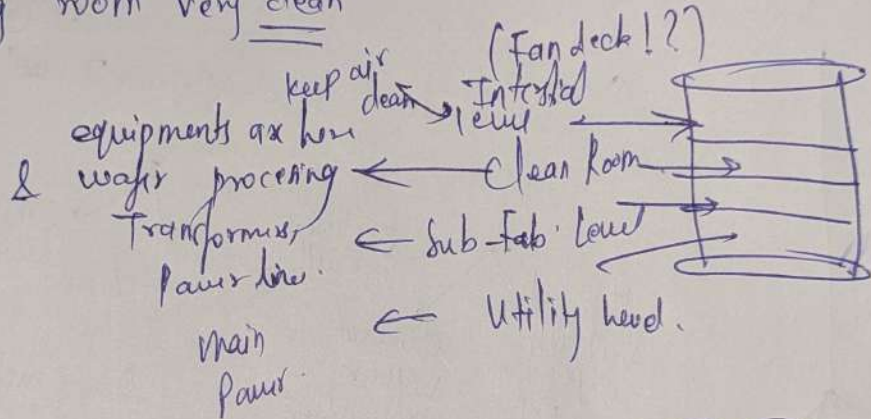 room very clean
(Fan deck!?)
keep air
clean
Interstial
level
equipments are here
& wafer processing
Clean Room
Transformers,
Power line.
Sub-Fab Level
Utility level.
main
Power.